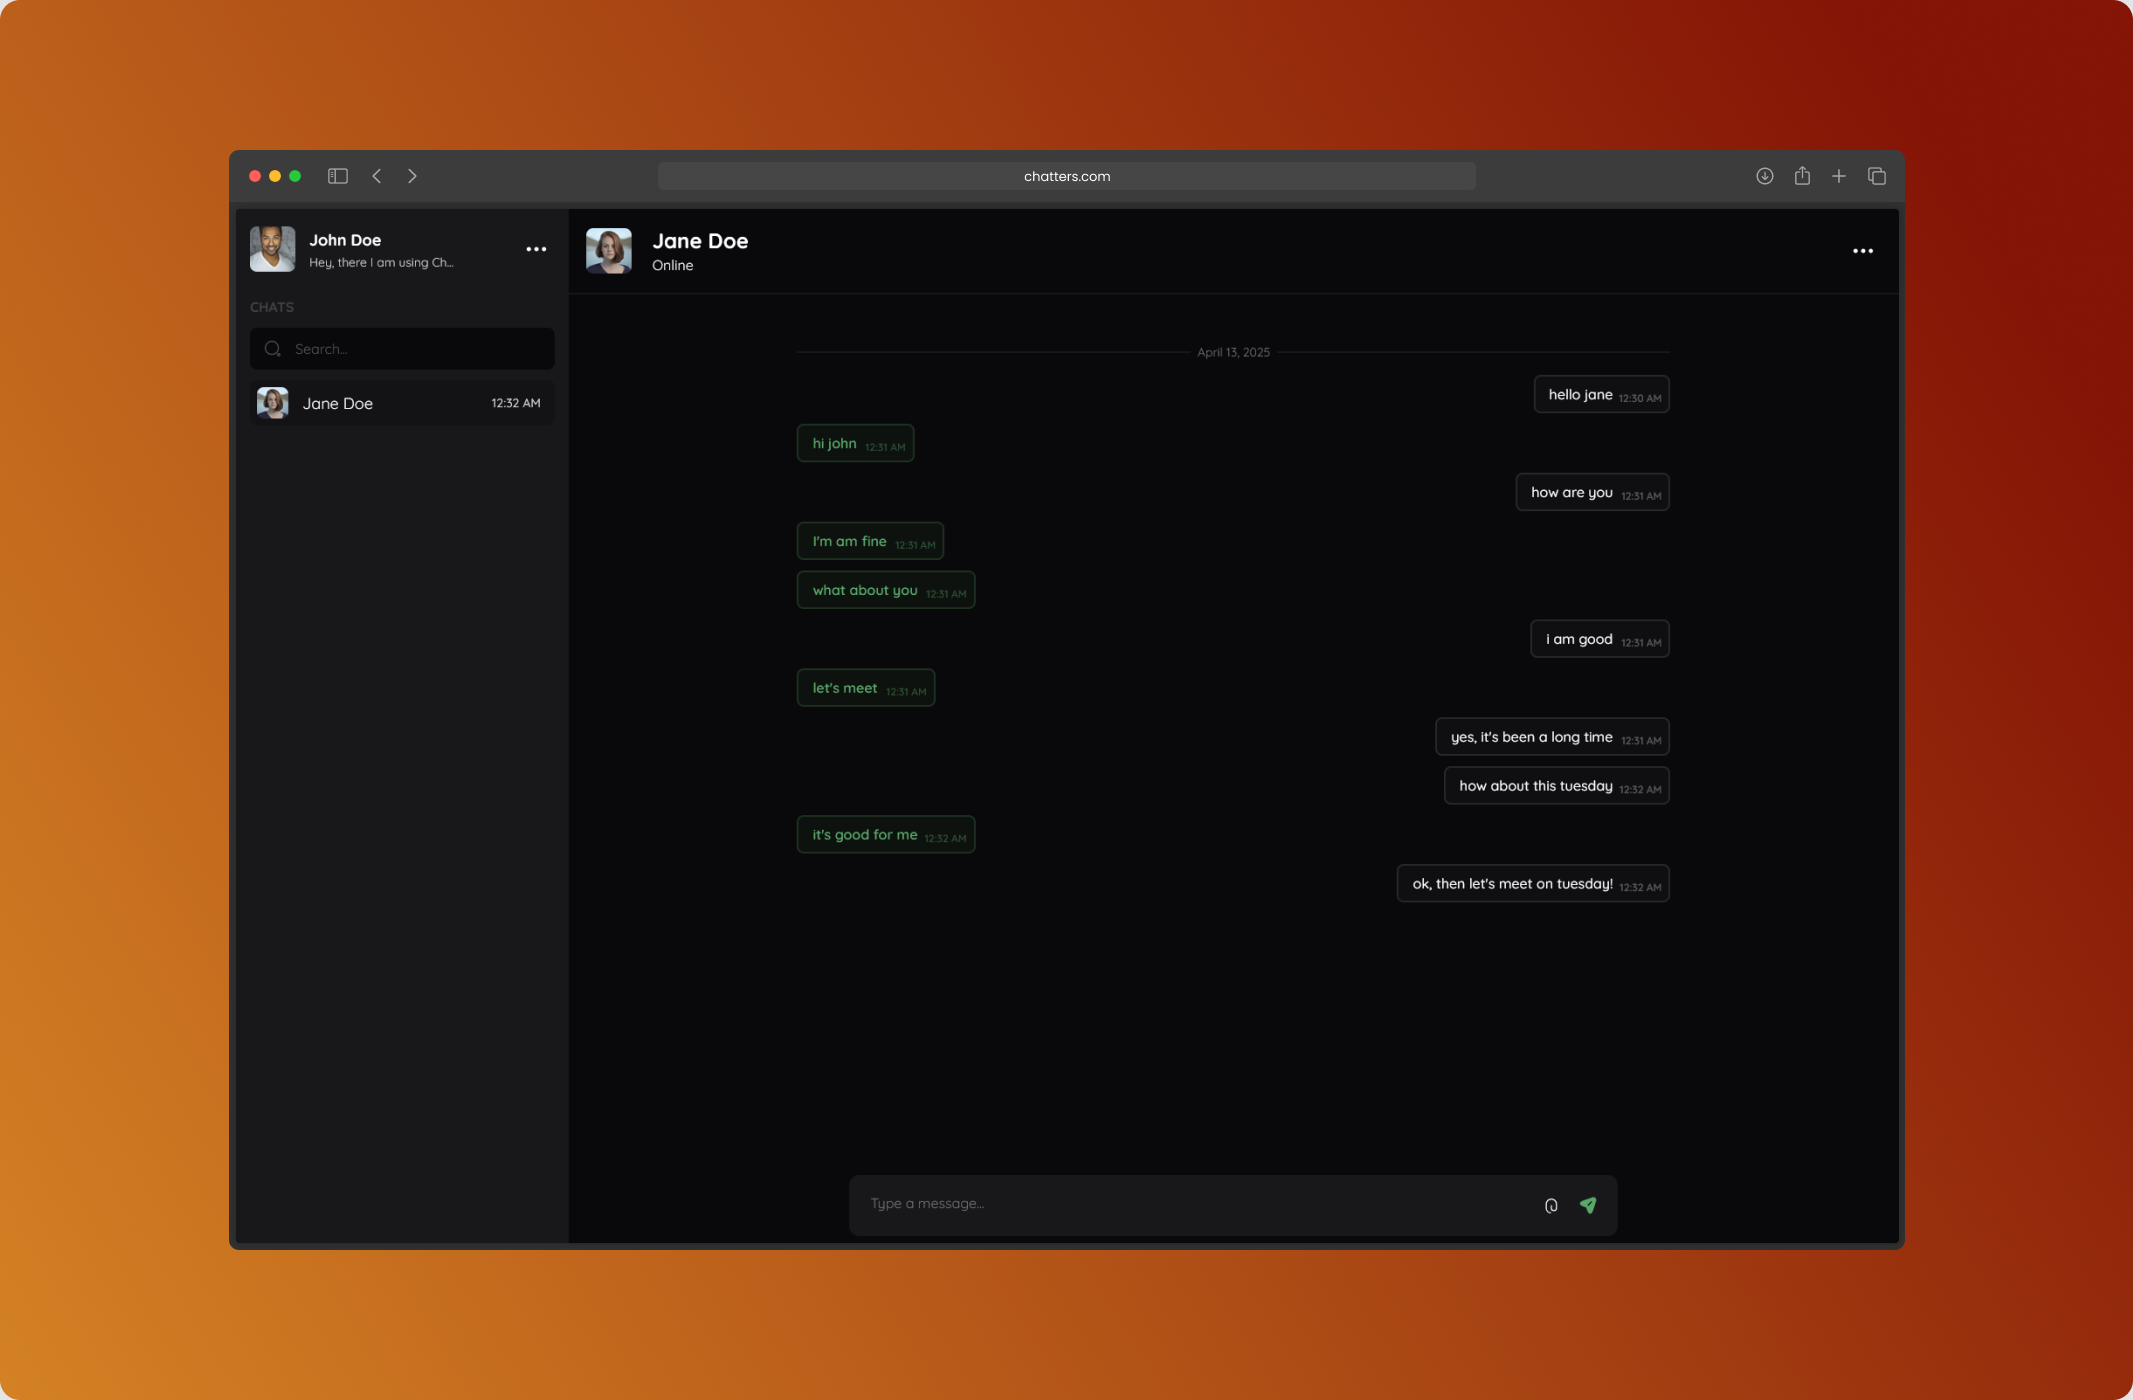 chatters.com
John Doe
Hey, there I am using Ch...
CHATS
Search...
Jane Doe 12:32 AM
Jane Doe
Online
April 13, 2025
hello jane 12:30 AM
hi john 12:31 AM
how are you 12:31 AM
I'm am fine 12:31 AM
what about you 12:31 AM
i am good 12:31 AM
let's meet 12:31 AM
yes, it's been a long time 12:31 AM
how about this tuesday 12:32 AM
it's good for me 12:32 AM
ok, then let's meet on tuesday! 12:32 AM
Type a message...